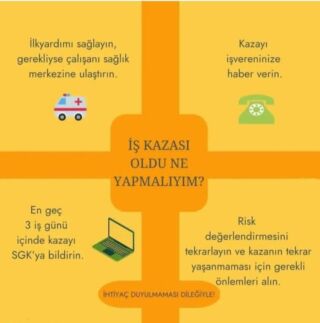 İlkyardımı sağlayın,
gerekliyse çalışanı sağlık
merkezine ulaştırın.
Kazayı
işvereninize
haber verin.
İŞ KAZASI
OLDU NE
YAPMALIYIM?
En geç
3 iş günü
içinde kazayı
SGK'ya bildirin.
Risk
değerlendirmesini
tekrarlayın ve kazanın tekrar
yaşanmaması için gerekli
önlemleri alın.
İHTİYAÇ DUYULMAMASI DİLEĞİYLE!